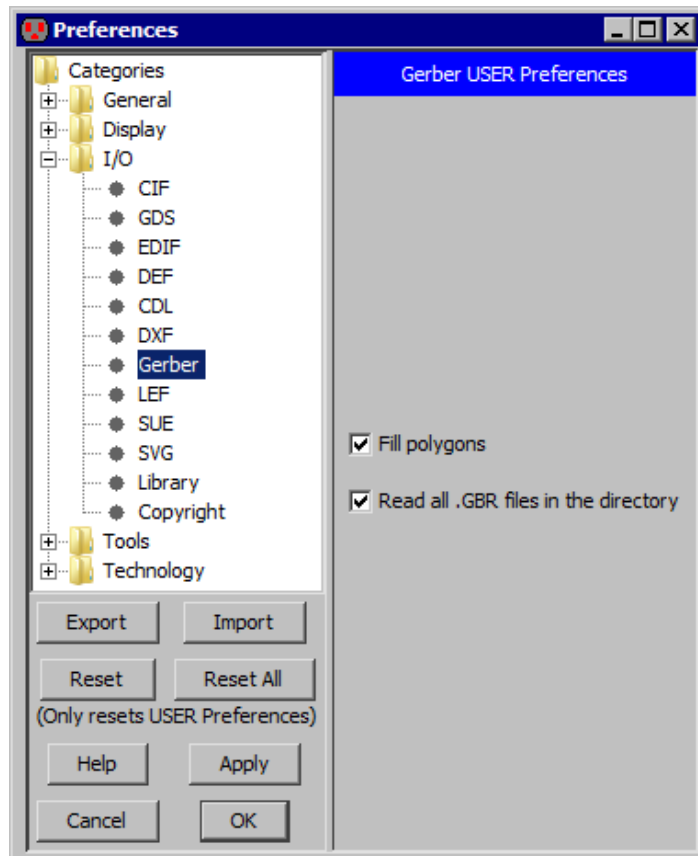 Preferences
Categories
General
Display
I/O
CIF
GDS
EDIF
DEF
CDL
DXF
Gerber
LEF
SUE
SVG
Library
Copyright
Tools
Technology
Export Import
Reset Reset All
(Only resets USER Preferences)
Help Apply
Cancel OK
Gerber USER Preferences
Fill polygons
Read all .GBR files in the directory